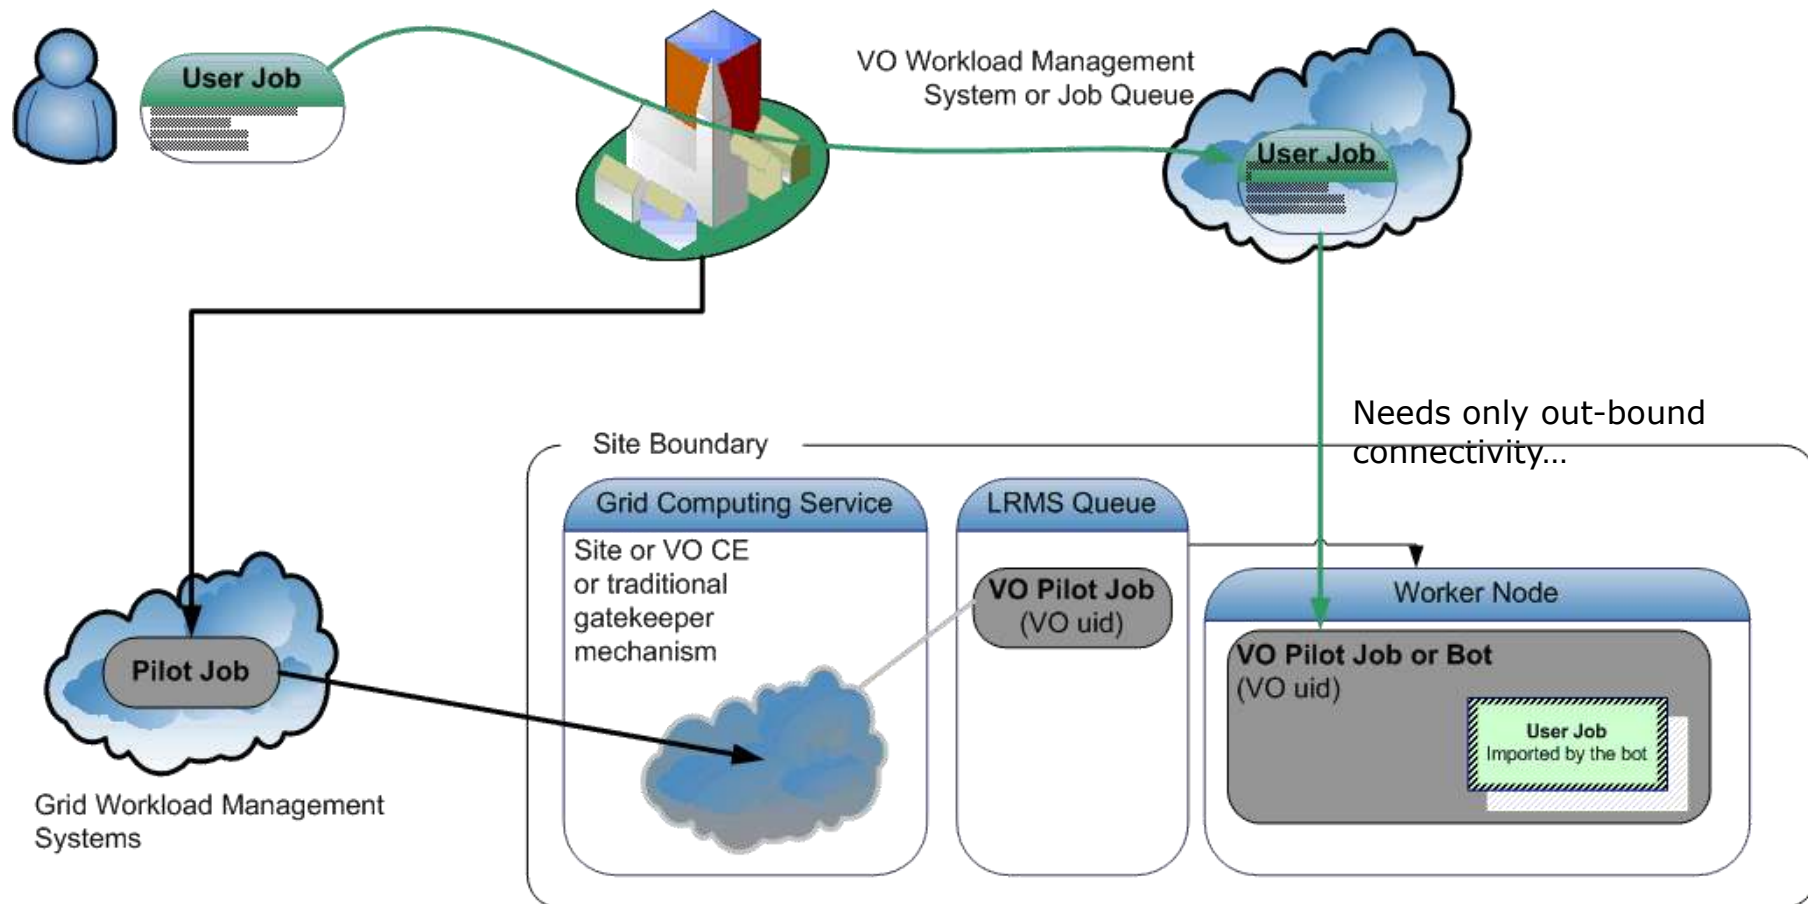 User Job
VO Workload Management
System or Job Queue
User Job
Needs only out-bound
connectivity…
Site Boundary
Grid Computing Service
Site or VO CE
or traditional
gatekeeper
mechanism
LRMS Queue
VO Pilot Job
(VO uid)
Worker Node
VO Pilot Job or Bot
(VO uid)
User Job
Imported by the bot
Pilot Job
Grid Workload Management
Systems